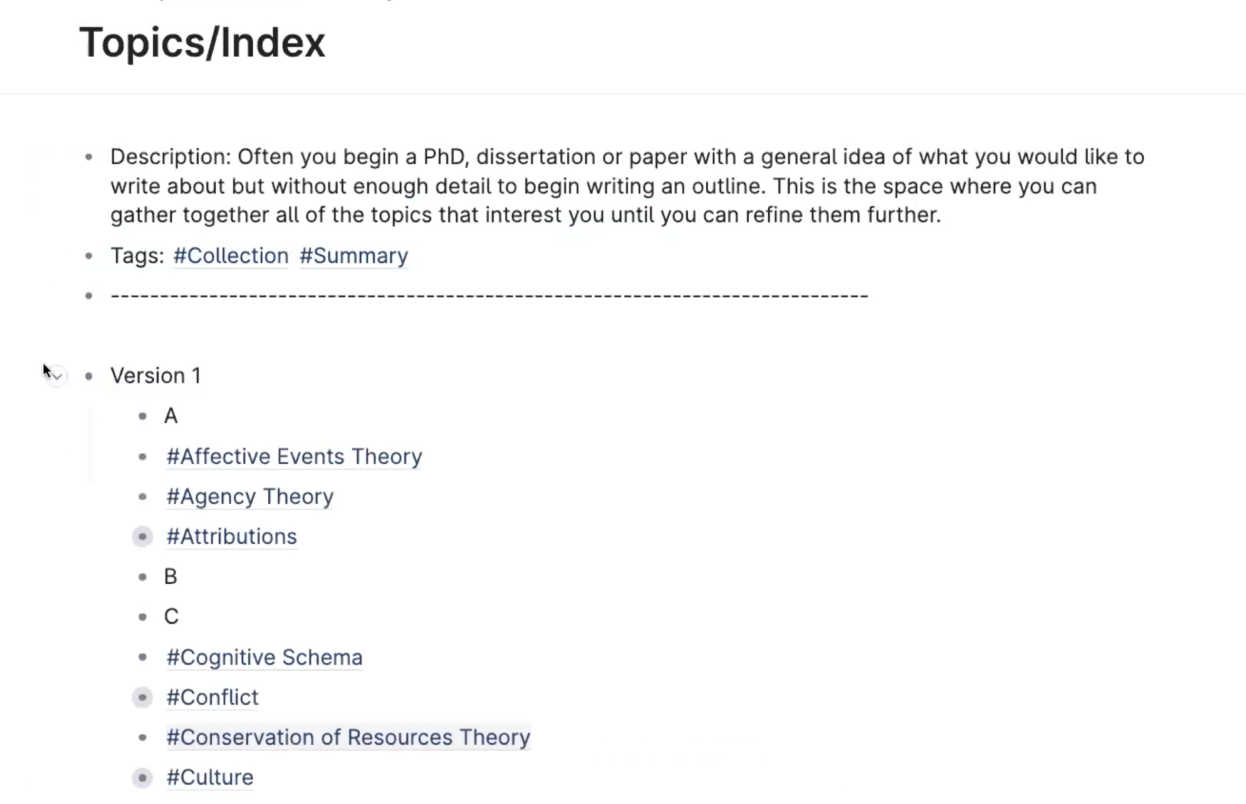 Topics/Index
Description: Often you begin a PhD, dissertation or paper with a general idea of what you would like to
write about but without enough detail to begin writing an outline. This is the space where you can
gather together all of the topics that interest you until you can refine them further.
Tags: #Collection #Summary
-----------------------------------------------------------------------------
Version 1
A
#Affective Events Theory
#Agency Theory
#Attributions
B
C
#Cognitive Schema
#Conflict
#Conservation of Resources Theory
#Culture